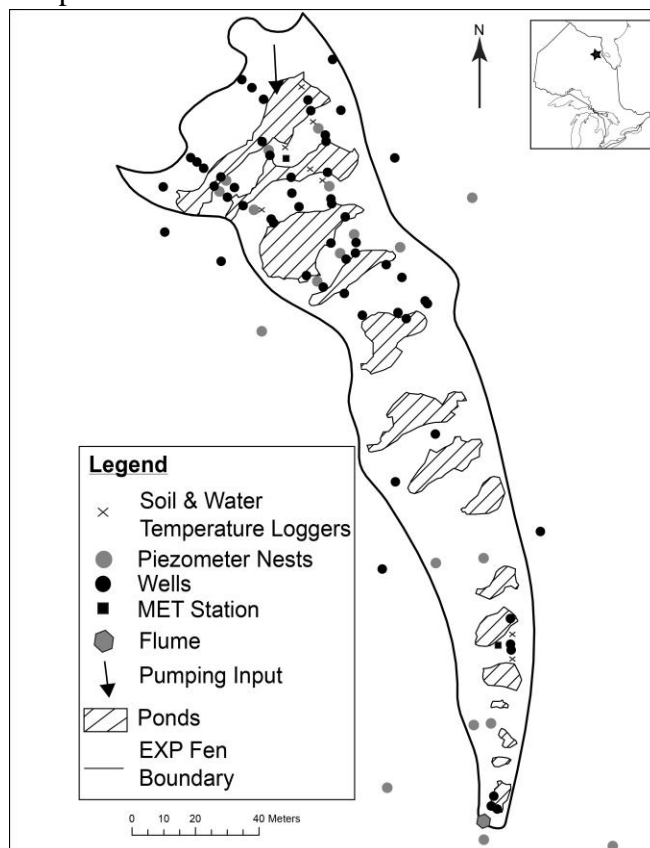 N
Legend
Soil & Water
Temperature Loggers
Piezometer Nests
Wells
MET Station
Flume
Pumping Input
Ponds
EXP Fen
Boundary
0 10 20 40 Meters